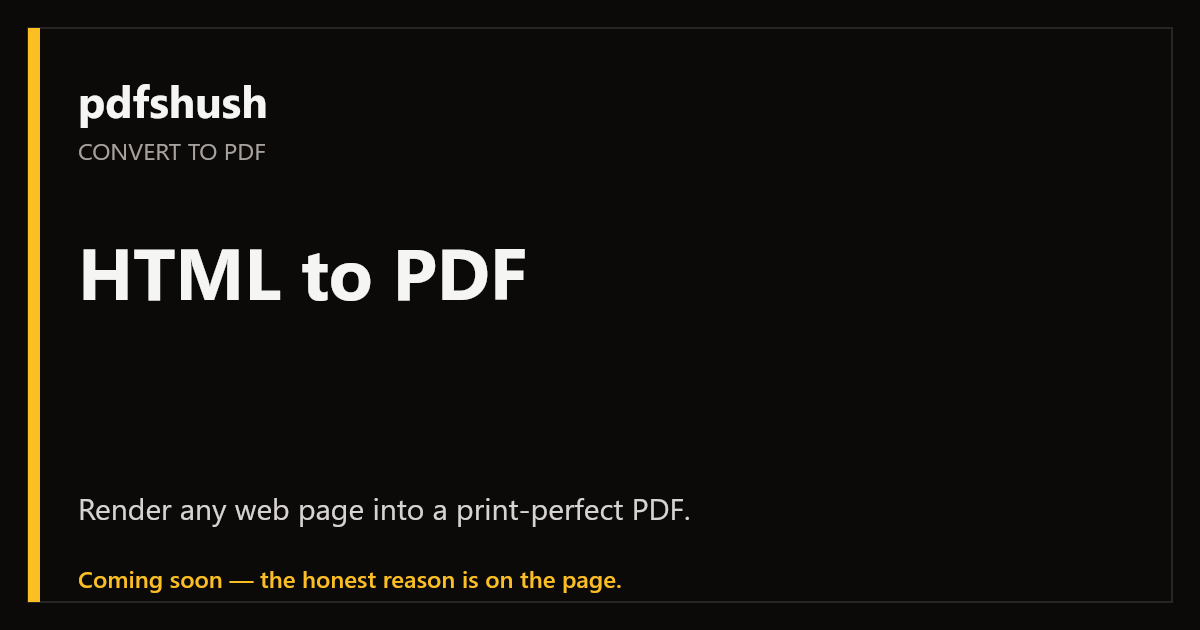 pdfshush
CONVERT TO PDF
HTML to PDF
Render any web page into a print-perfect PDF.
Coming soon — the honest reason is on the page.